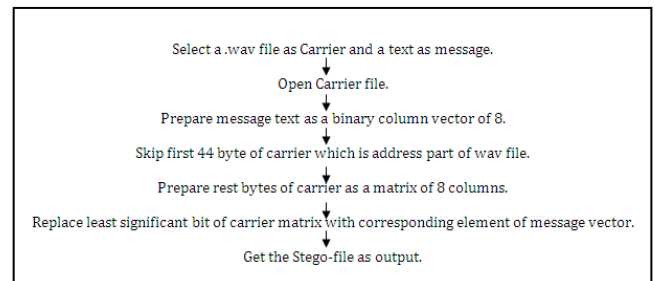 Select a .wav file as Carrier and a text as message.
Open Carrier file.
Prepare message text as a binary column vector of 8.
Skip first 44 byte of carrier which is address part of wav file.
Prepare rest bytes of carrier as a matrix of 8 columns.
Replace least significant bit of carrier matrix with corresponding element of message vector.
Get the Stego-file as output.